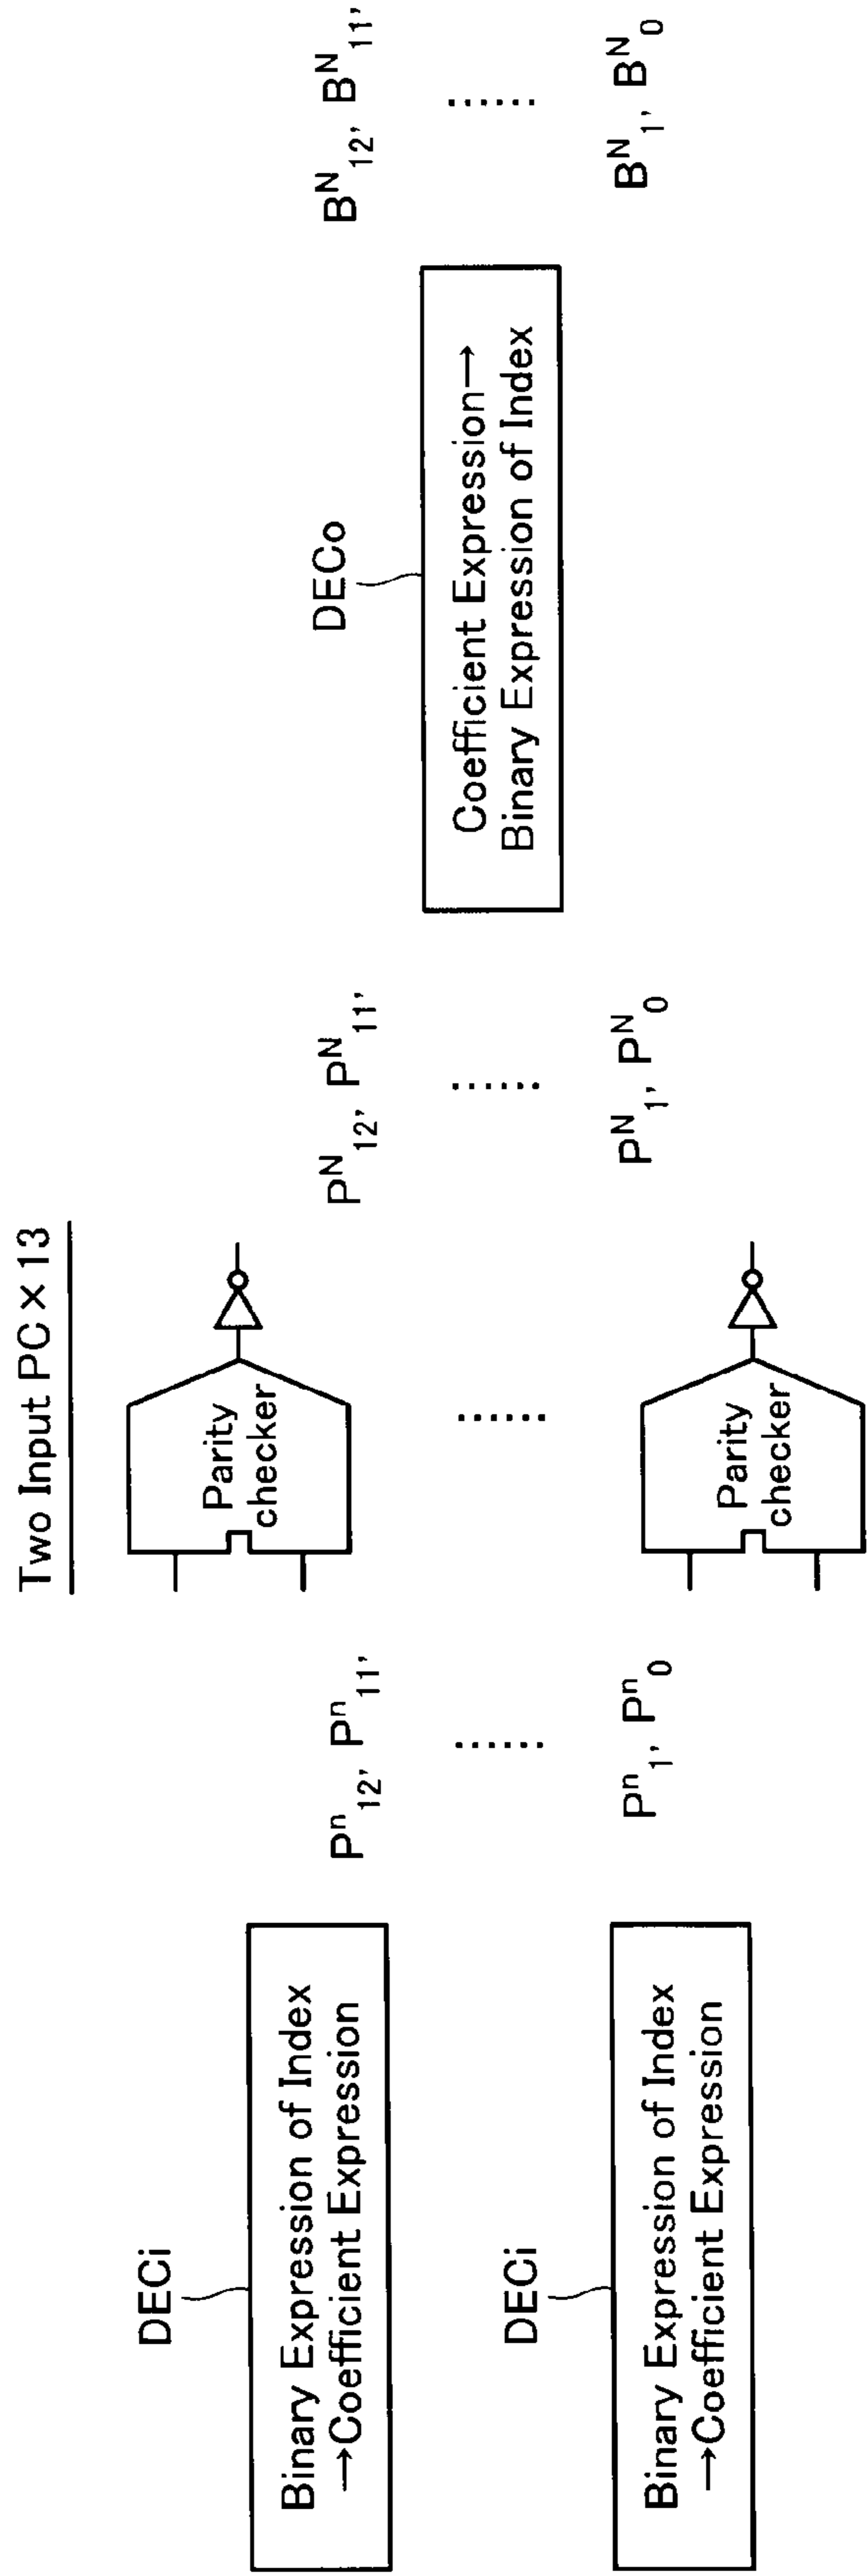 Two Input PC × 13
DECi
Binary Expression of Index
→Coefficient Expression
DECi
Binary Expression of Index
→Coefficient Expression
Pⁿ₁₂, Pⁿ₁₁,
......
Pⁿ₁, Pⁿ₀
Parity
checker
......
Parity
checker
Pᴺ₁₂, Pᴺ₁₁,
......
Pᴺ₁, Pᴺ₀
DECo
Coefficient Expression→
Binary Expression of Index
Bᴺ₁₂, Bᴺ₁₁,
......
Bᴺ₁, Bᴺ₀